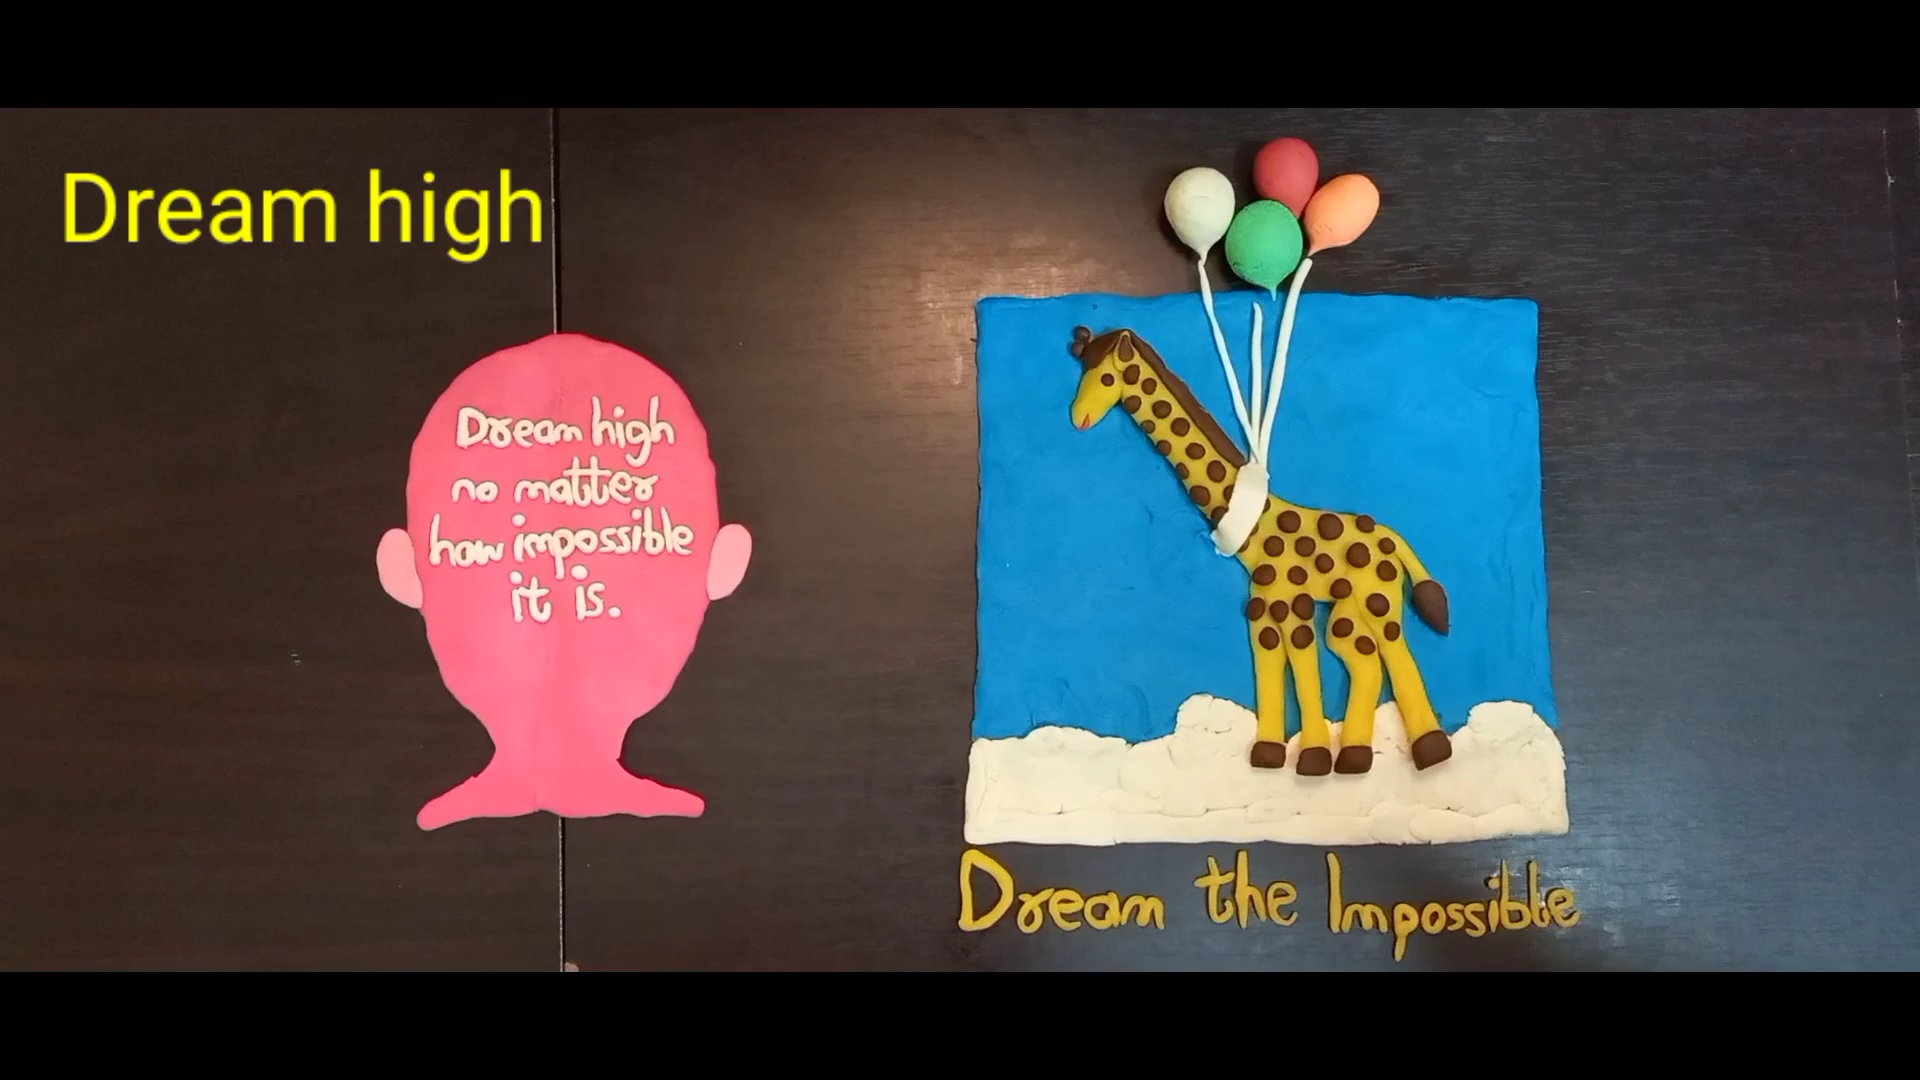 Dream high
Dream high
no matter
how impossible
it is.
Dream the Impossible